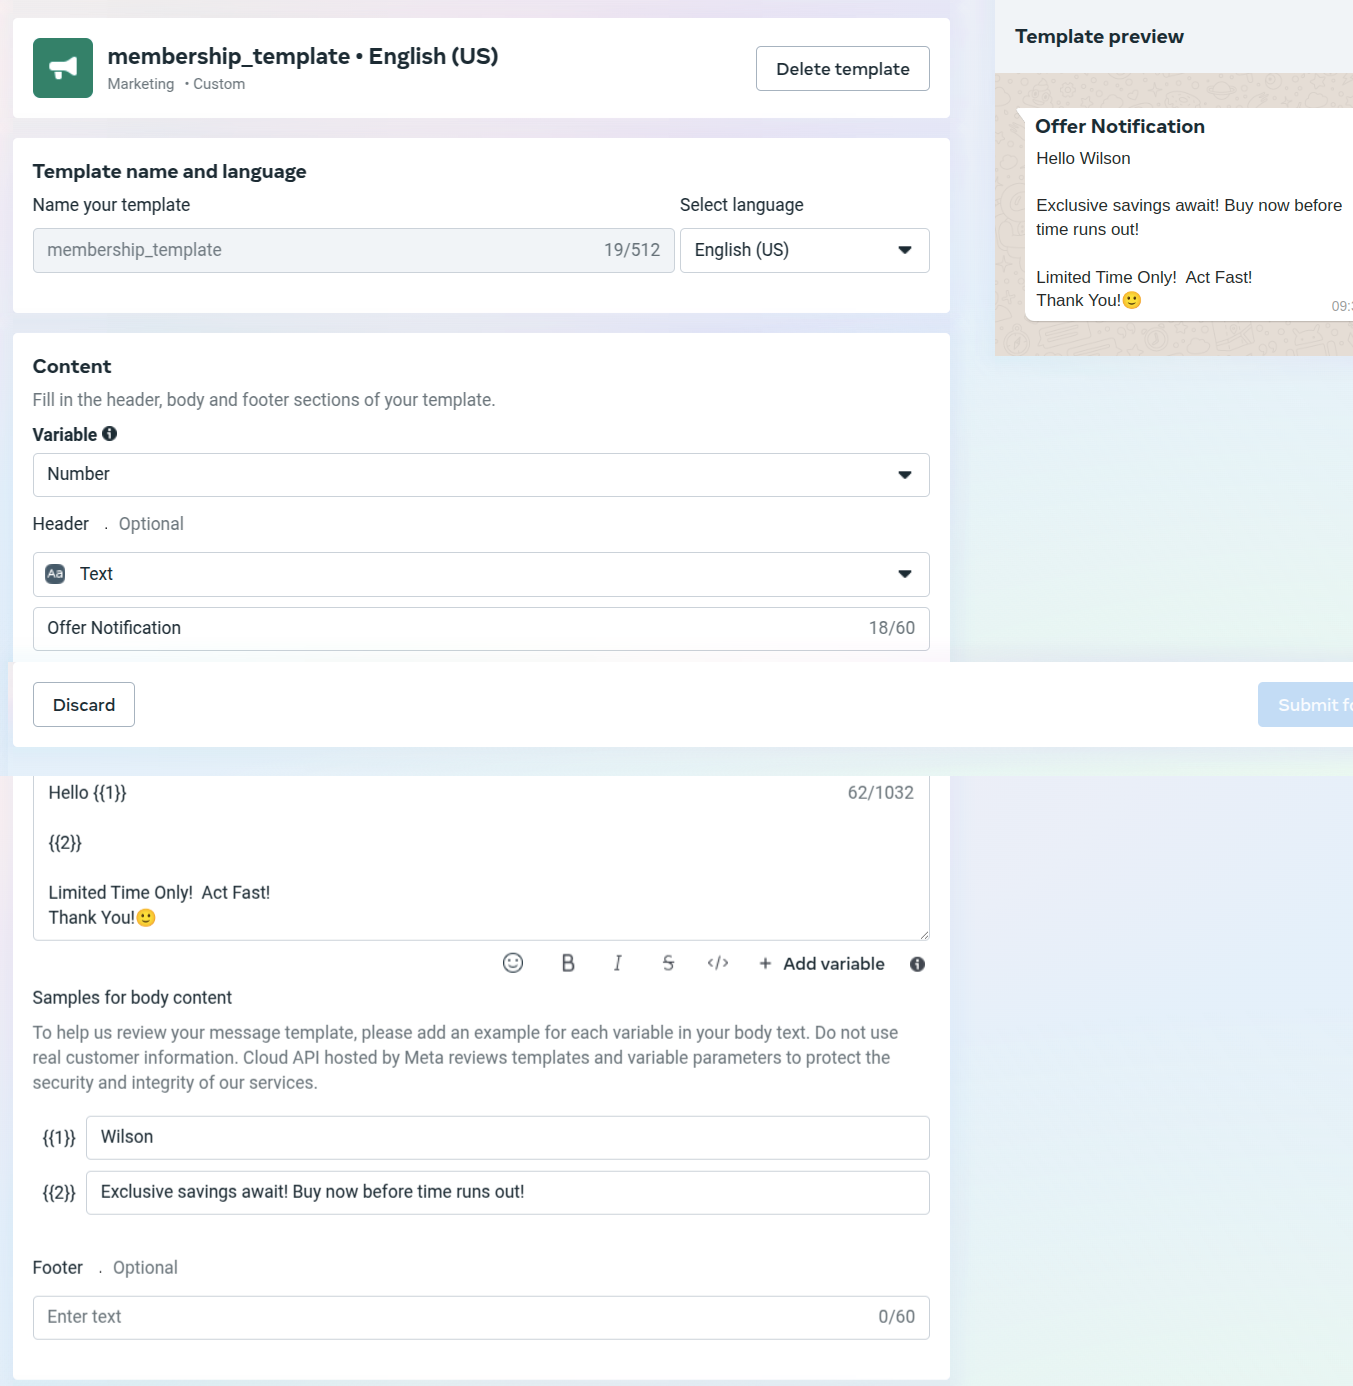 membership_template • English (US)
Marketing • Custom
Delete template
Template name and language
Name your template
Select language
membership_template 19/512
English (US)
Content
Fill in the header, body and footer sections of your template.
Variable
Number
Header . Optional
Aa Text
Offer Notification 18/60
Template preview
Offer Notification
Hello Wilson
Exclusive savings await! Buy now before
time runs out!
Limited Time Only!  Act Fast!
Thank You!🙂
09:
Discard
Submit
Hello {{1}} 62/1032
{{2}}
Limited Time Only!  Act Fast!
Thank You!🙂
B I S </> + Add variable
Samples for body content
To help us review your message template, please add an example for each variable in your body text. Do not use
real customer information. Cloud API hosted by Meta reviews templates and variable parameters to protect the
security and integrity of our services.
{{1}} Wilson
{{2}} Exclusive savings await! Buy now before time runs out!
Footer . Optional
Enter text 0/60